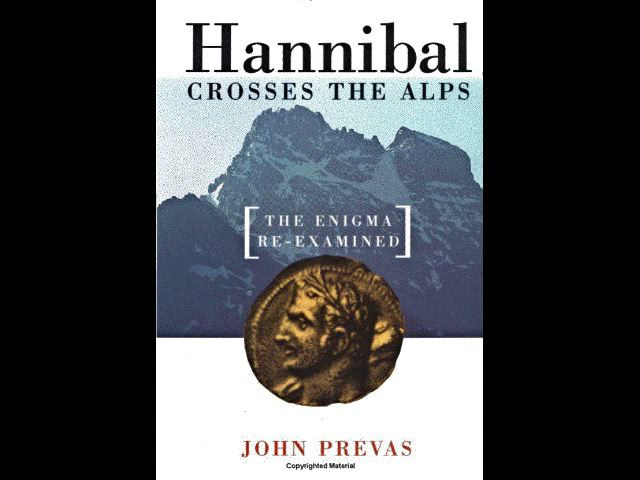 Hannibal
CROSSES THE ALPS
THE ENIGMA
RE-EXAMINED
JOHN PREVAS
Copyrighted Material